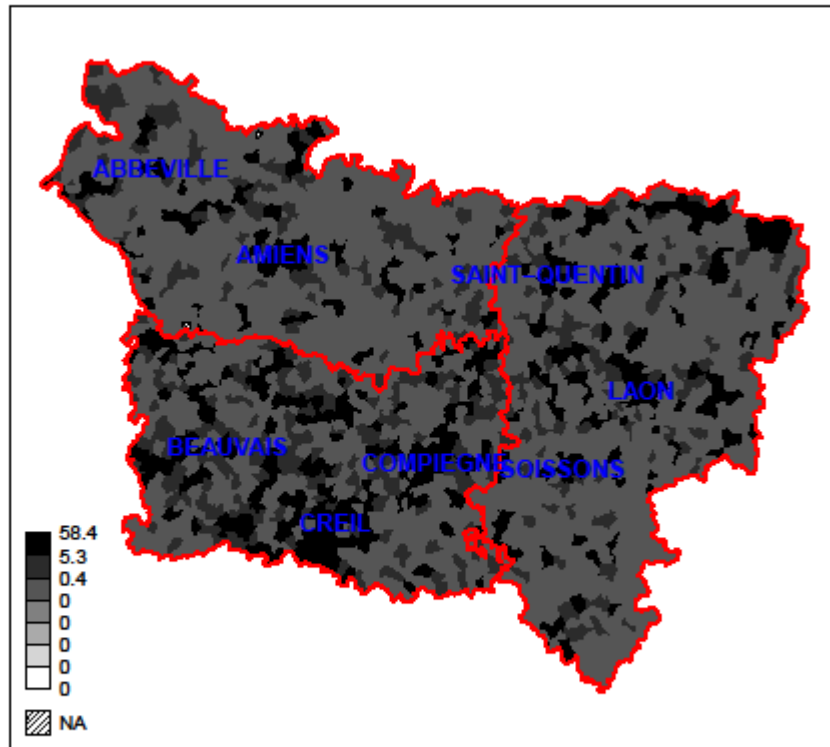 ABBEVILLE
AMIENS
SAINT-QUENTIN
LAON
BEAUVAIS
COMPIEGNE
SOISSONS
CREIL
58.4
5.3
0.4
0
0
0
0
NA